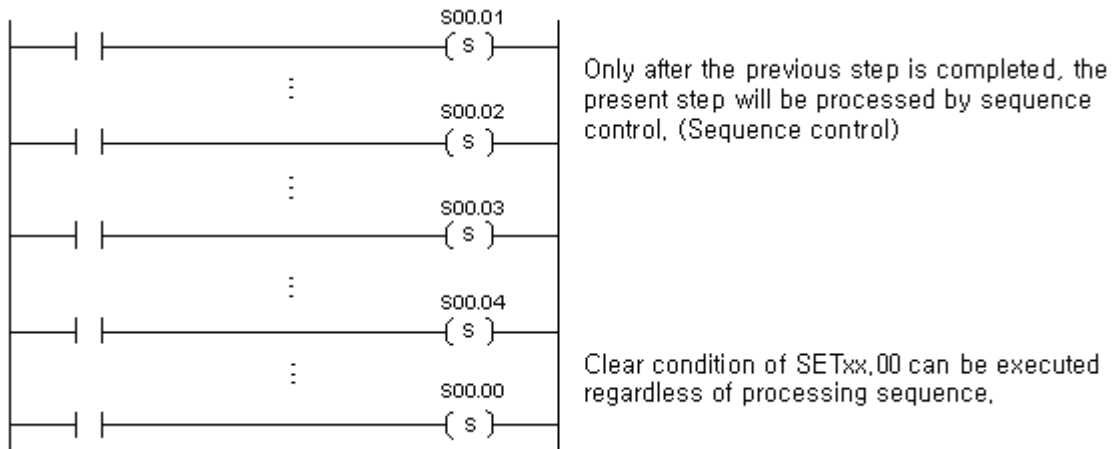 S00.01
( S )
Only after the previous step is completed, the
present step will be processed by sequence
control, (Sequence control)
S00.02
( S )
S00.03
( S )
S00.04
( S )
Clear condition of SETxx,00 can be executed
regardless of processing sequence,
S00.00
( S )